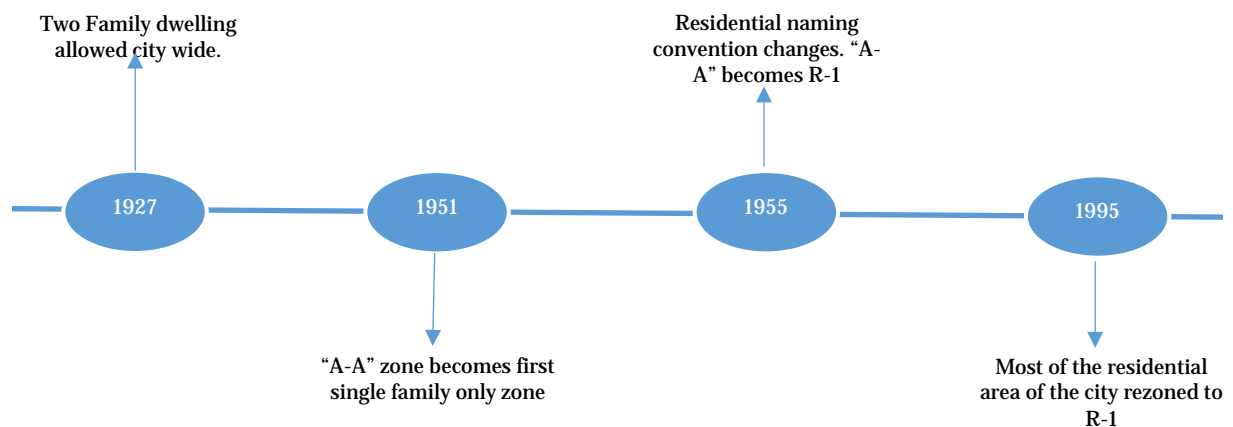 Two Family dwelling
allowed city wide.
Residential naming
convention changes. “A-
A” becomes R-1
1927
1951
1955
1995
“A-A” zone becomes first
single family only zone
Most of the residential
area of the city rezoned to
R-1